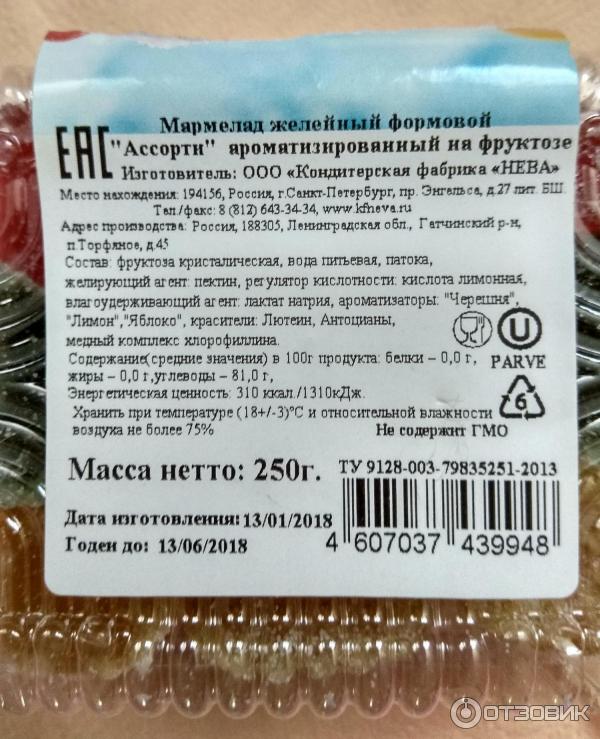 Мармелад желейный формовой
EAC "Ассорти" ароматизированный на фруктозе
Изготовитель: ООО «Кондитерская фабрика «НЕВА»
Место нахождения: 194156, Россия, г.Санкт-Петербург, пр. Энгельса, д.27 лит. БШ.
Тел./факс: 8 (812) 643-34-34, www.kfneva.ru
Адрес производства: Россия, 188305, Ленинградская обл., Гатчинский р-н,
п.Торфяное, д.45
Состав: фруктоза кристалическая, вода питьевая, патока,
желирующий агент: пектин, регулятор кислотности: кислота лимонная,
влагоудерживающий агент: лактат натрия, ароматизаторы: "Черешня",
"Лимон","Яблоко", красители: Лютеин, Антоцианы,
медный комплекс хлорофиллина.
U
PARVE
Содержание(средние значения) в 100г продукта: белки – 0,0 г,
жиры – 0,0 г,углеводы – 81,0 г,
Энергетическая ценность: 310 ккал./1310кДж.
6
Хранить при температуре (18+/-3)°С и относительной влажности
воздуха не более 75%
Не содержит ГМО
Масса нетто: 250г.
ТУ 9128-003-79835251-2013
Дата изготовления: 13/01/2018
Годен до: 13/06/2018
4 607037 439948
ОТЗОВИК